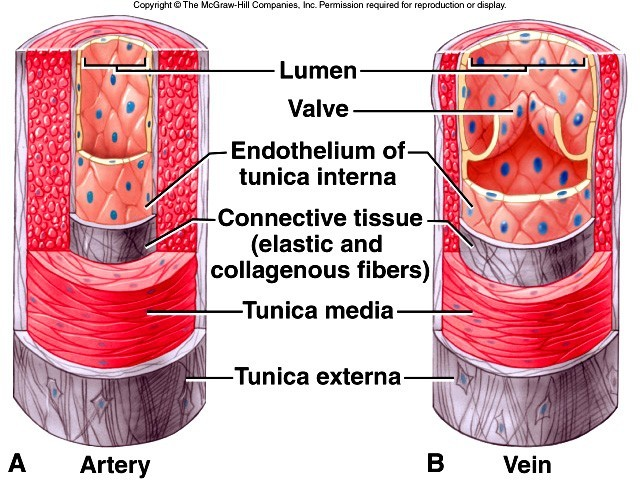 Copyright © The McGraw-Hill Companies, Inc. Permission required for reproduction or display.
Lumen
Valve
Endothelium of
tunica interna
Connective tissue
(elastic and
collagenous fibers)
Tunica media
Tunica externa
A Artery
B Vein